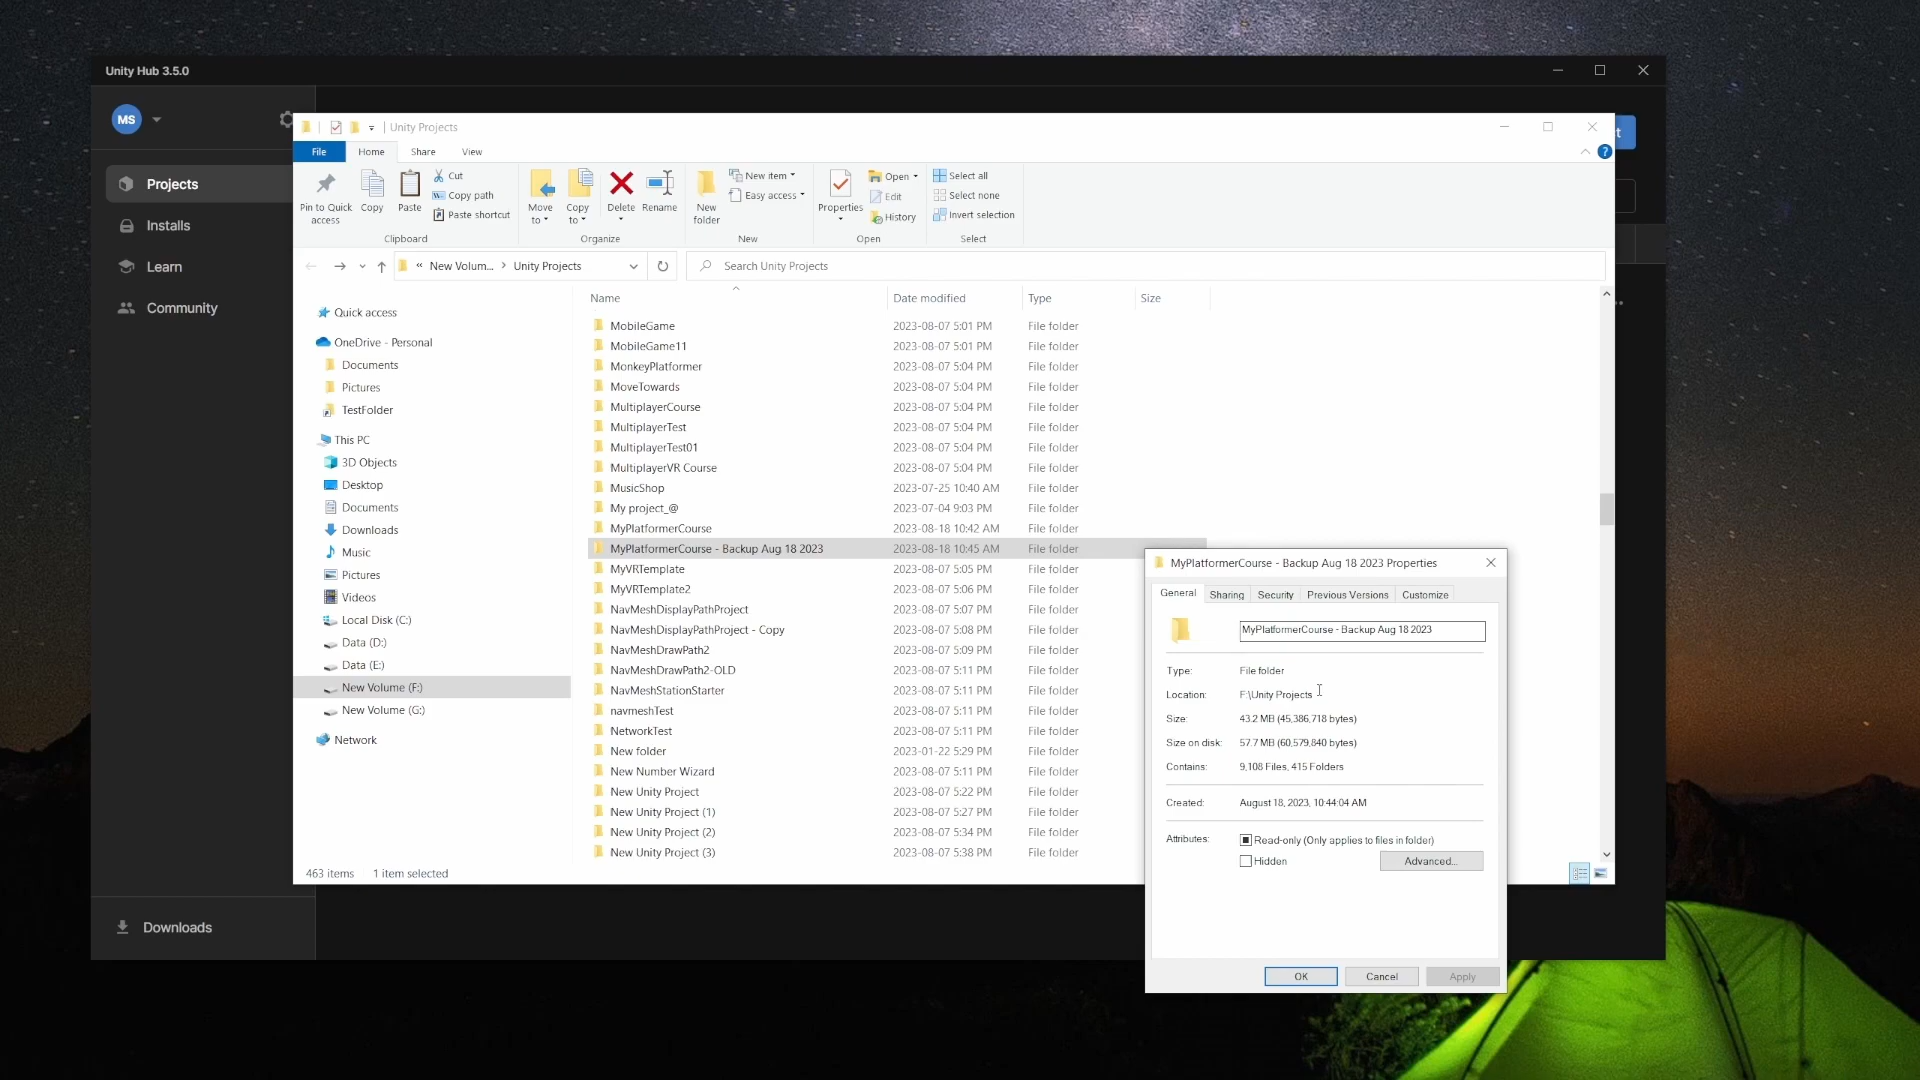 Unity Hub 3.5.0
MS
Projects
Installs
Learn
Community
Downloads
Unity Projects
File
Home
Share
View
Pin to Quick access
Copy
Paste
Cut
Copy path
Paste shortcut
Clipboard
Move to
Copy to
Delete
Rename
Organize
New folder
New item
Easy access
New
Properties
Open
Edit
History
Open
Select all
Select none
Invert selection
Select
« New Volum... > Unity Projects
Search Unity Projects
Quick access
OneDrive - Personal
Documents
Pictures
TestFolder
This PC
3D Objects
Desktop
Documents
Downloads
Music
Pictures
Videos
Local Disk (C:)
Data (D:)
Data (E:)
New Volume (F:)
New Volume (G:)
Network
Name Date modified Type Size
MobileGame 2023-08-07 5:01 PM File folder
MobileGame11 2023-08-07 5:01 PM File folder
MonkeyPlatformer 2023-08-07 5:04 PM File folder
MoveTowards 2023-08-07 5:04 PM File folder
MultiplayerCourse 2023-08-07 5:04 PM File folder
MultiplayerTest 2023-08-07 5:04 PM File folder
MultiplayerTest01 2023-08-07 5:04 PM File folder
MultiplayerVR Course 2023-08-07 5:04 PM File folder
MusicShop 2023-07-25 10:40 AM File folder
My project_@ 2023-07-04 9:03 PM File folder
MyPlatformerCourse 2023-08-18 10:42 AM File folder
MyPlatformerCourse - Backup Aug 18 2023 2023-08-18 10:45 AM File folder
MyVRTemplate 2023-08-07 5:05 PM File folder
MyVRTemplate2 2023-08-07 5:06 PM File folder
NavMeshDisplayPathProject 2023-08-07 5:07 PM File folder
NavMeshDisplayPathProject - Copy 2023-08-07 5:08 PM File folder
NavMeshDrawPath2 2023-08-07 5:09 PM File folder
NavMeshDrawPath2-OLD 2023-08-07 5:11 PM File folder
NavMeshStationStarter 2023-08-07 5:11 PM File folder
navmeshTest 2023-08-07 5:11 PM File folder
NetworkTest 2023-08-07 5:11 PM File folder
New folder 2023-01-22 5:29 PM File folder
New Number Wizard 2023-08-07 5:11 PM File folder
New Unity Project 2023-08-07 5:22 PM File folder
New Unity Project (1) 2023-08-07 5:27 PM File folder
New Unity Project (2) 2023-08-07 5:34 PM File folder
New Unity Project (3) 2023-08-07 5:38 PM File folder
463 items 1 item selected
MyPlatformerCourse - Backup Aug 18 2023 Properties
General Sharing Security Previous Versions Customize
MyPlatformerCourse - Backup Aug 18 2023
Type: File folder
Location: F:\Unity Projects
Size: 43.2 MB (45,386,718 bytes)
Size on disk: 57.7 MB (60,579,840 bytes)
Contains: 9,108 Files, 415 Folders
Created: August 18, 2023, 10:44:04 AM
Attributes: Read-only (Only applies to files in folder)
Hidden
Advanced...
OK Cancel Apply